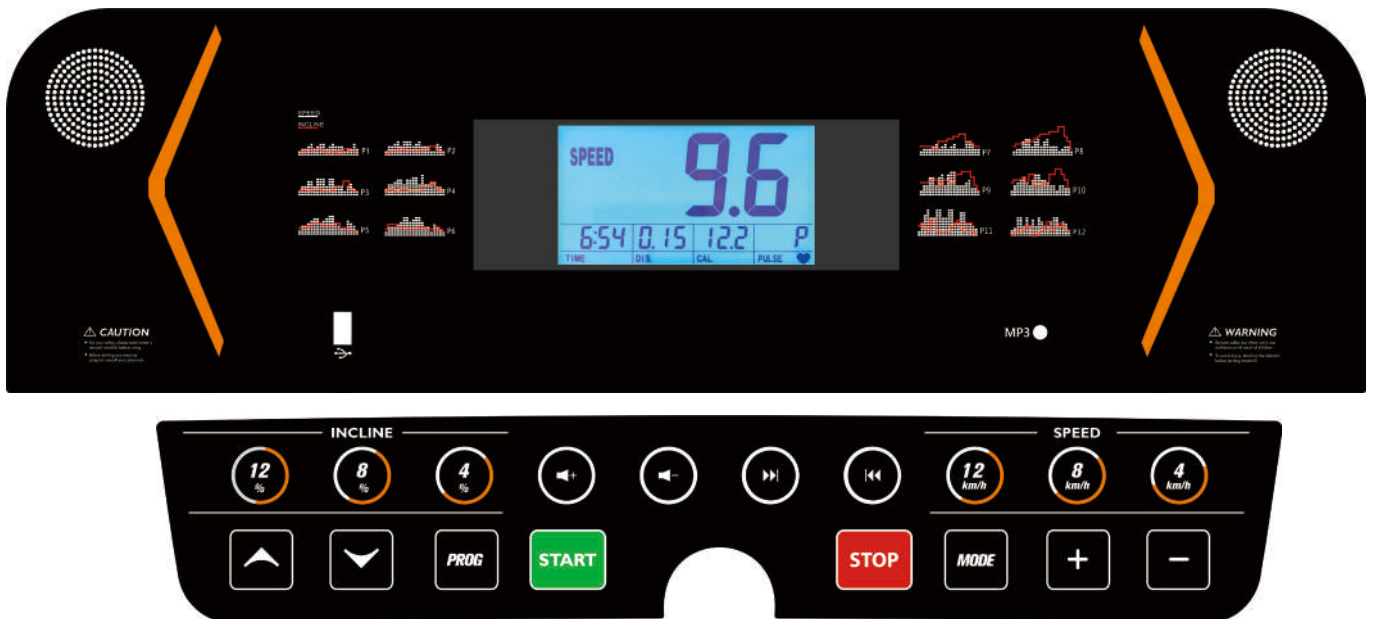 SPEED
INCLINE
P1 P2
P3 P4
P5 P6
SPEED 9.6
6:54 0.15 12.2 P
TIME DIS. CAL. PULSE
P7 P8
P9 P10
P11 P12
CAUTION
MP3
WARNING
INCLINE
SPEED
12 % 8 % 4 %
+ -
12 km/h 8 km/h 4 km/h
PROG START STOP MODE + -